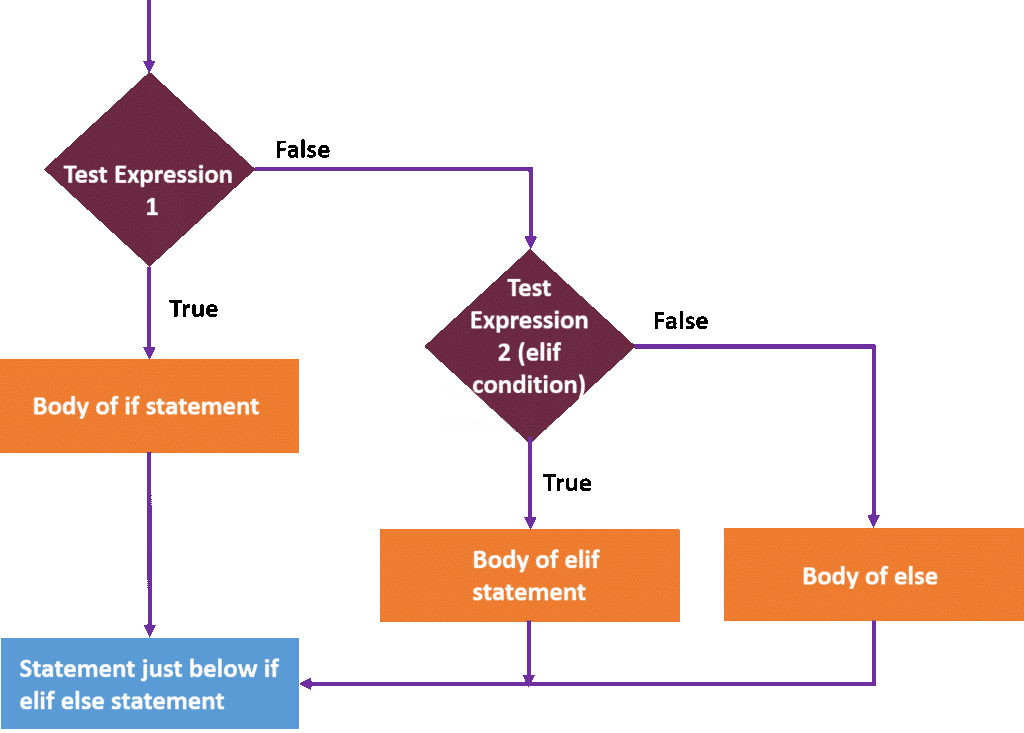 False
Test Expression
1
True
Test
Expression
2 (elif
condition)
False
Body of if statement
True
Body of elif
statement
Body of else
Statement just below if
elif else statement